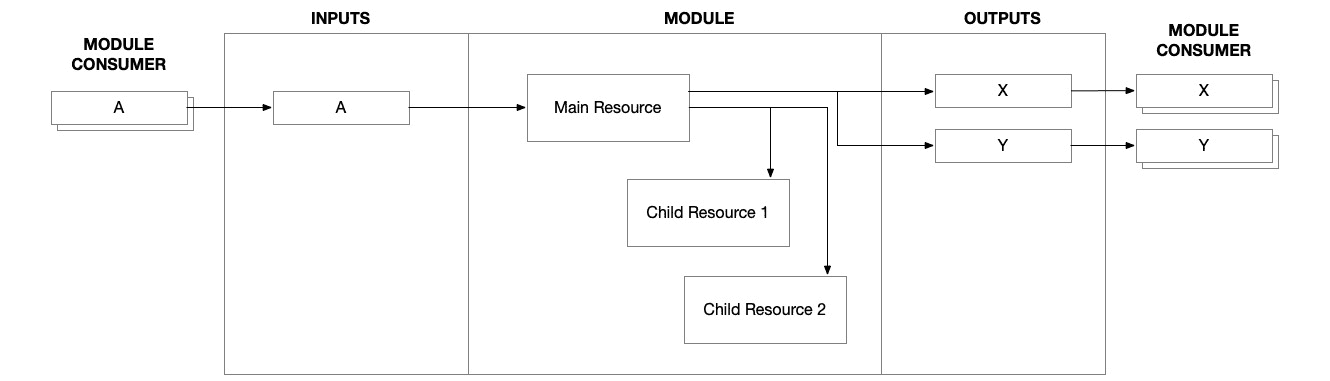 INPUTS
MODULE
OUTPUTS
MODULE
CONSUMER
MODULE
CONSUMER
A
A
Main Resource
X
X
Y
Y
Child Resource 1
Child Resource 2